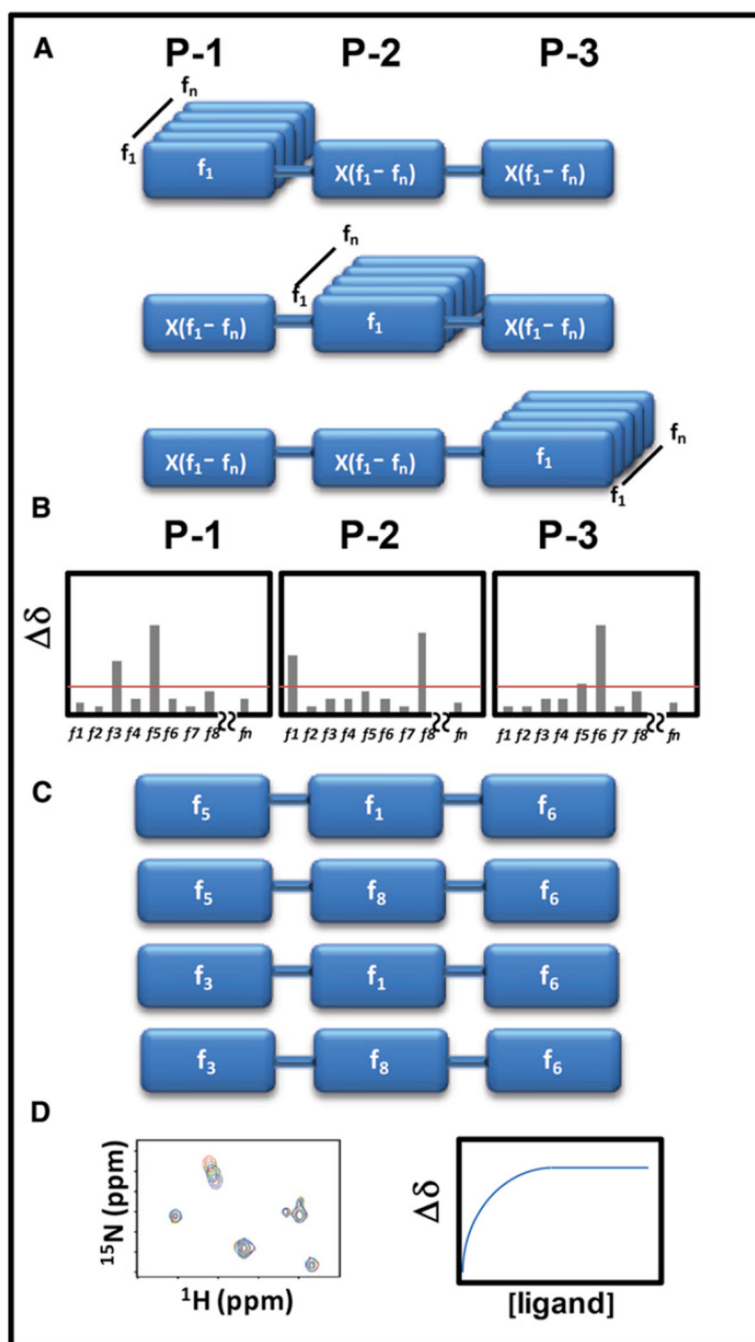 A
P-1 P-2 P-3
fn
f1
f1 X(f1– fn) X(f1– fn)
fn
f1
X(f1– fn) f1 X(f1– fn)
X(f1– fn) X(f1– fn) f1
fn
f1
B
P-1 P-2 P-3
Δδ
f1 f2 f3 f4 f5 f6 f7 f8 fn
f1 f2 f3 f4 f5 f6 f7 f8 fn
f1 f2 f3 f4 f5 f6 f7 f8 fn
C
f5 f1 f6
f5 f8 f6
f3 f1 f6
f3 f8 f6
D
15N (ppm)
1H (ppm)
Δδ
[ligand]